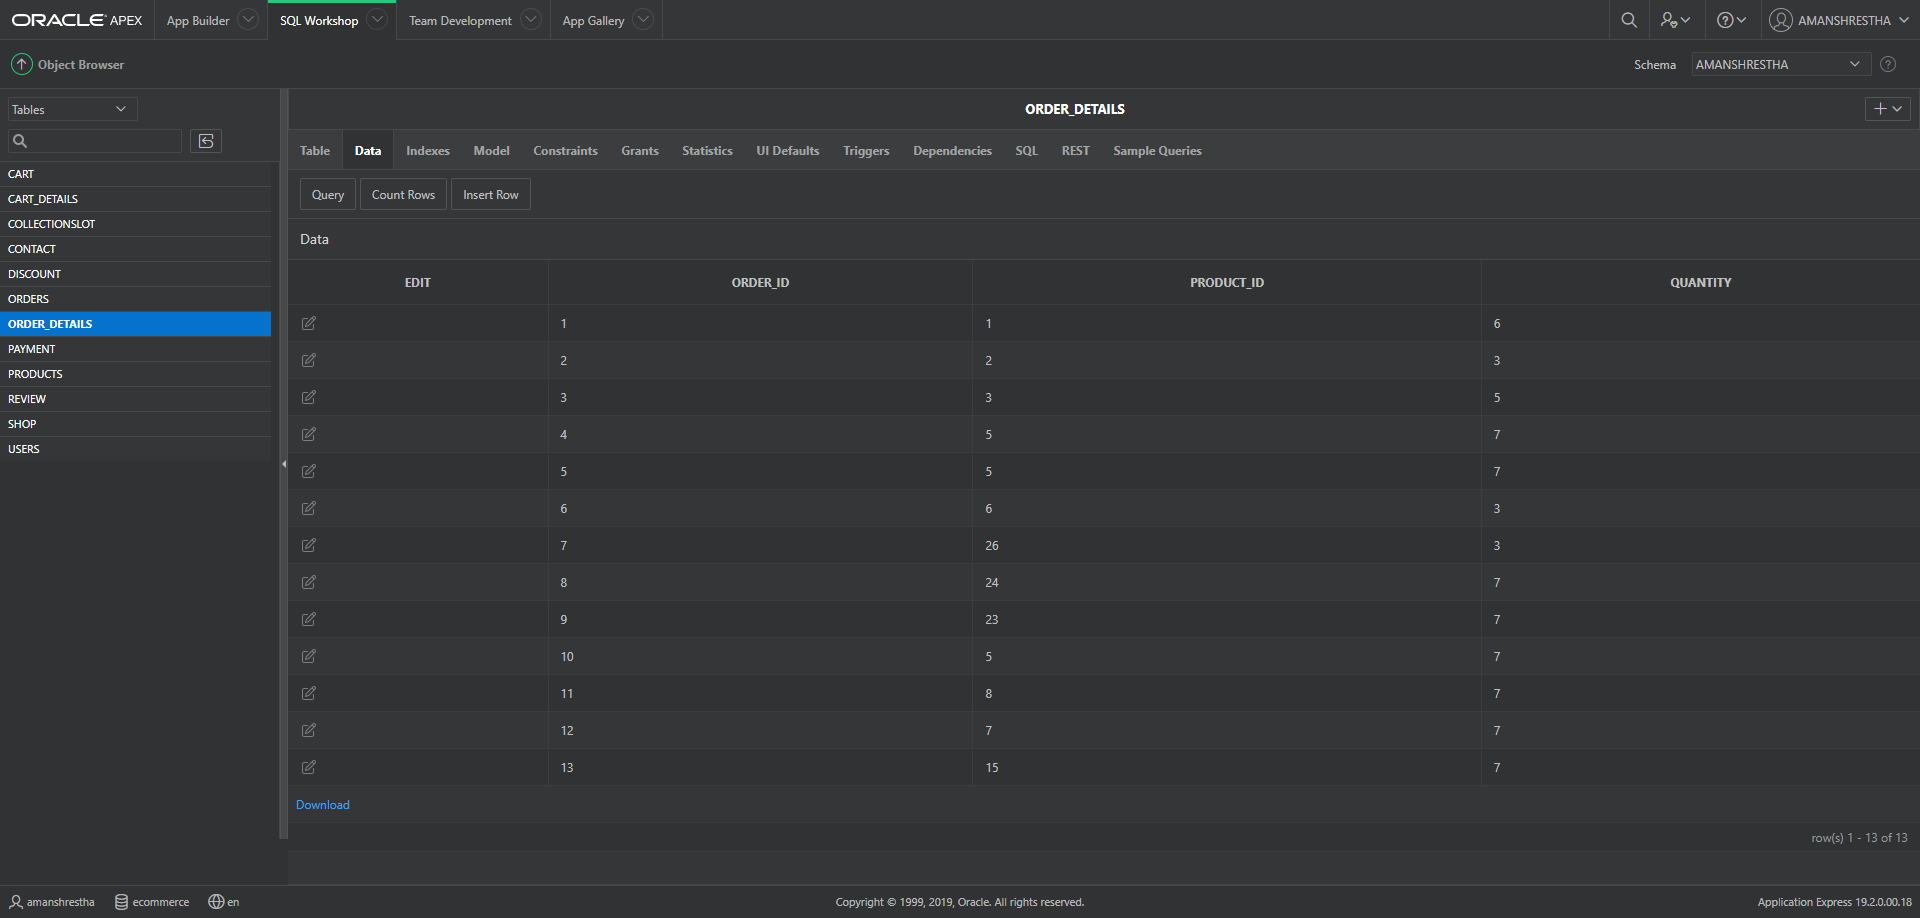 ORACLE APEX App Builder SQL Workshop Team Development App Gallery AMANSHRESTHA
Object Browser Schema AMANSHRESTHA
Tables
ORDER_DETAILS
Table Data Indexes Model Constraints Grants Statistics UI Defaults Triggers Dependencies SQL REST Sample Queries
CART
CART_DETAILS
COLLECTIONSLOT
CONTACT
DISCOUNT
ORDERS
ORDER_DETAILS
PAYMENT
PRODUCTS
REVIEW
SHOP
USERS
Query Count Rows Insert Row
Data
EDIT ORDER_ID PRODUCT_ID QUANTITY
1 1 6
2 2 3
3 3 5
4 5 7
5 5 7
6 6 3
7 26 3
8 24 7
9 23 7
10 5 7
11 8 7
12 7 7
13 15 7
Download
row(s) 1 - 13 of 13
amanshrestha ecommerce en Copyright © 1999, 2019, Oracle. All rights reserved. Application Express 19.2.0.00.18